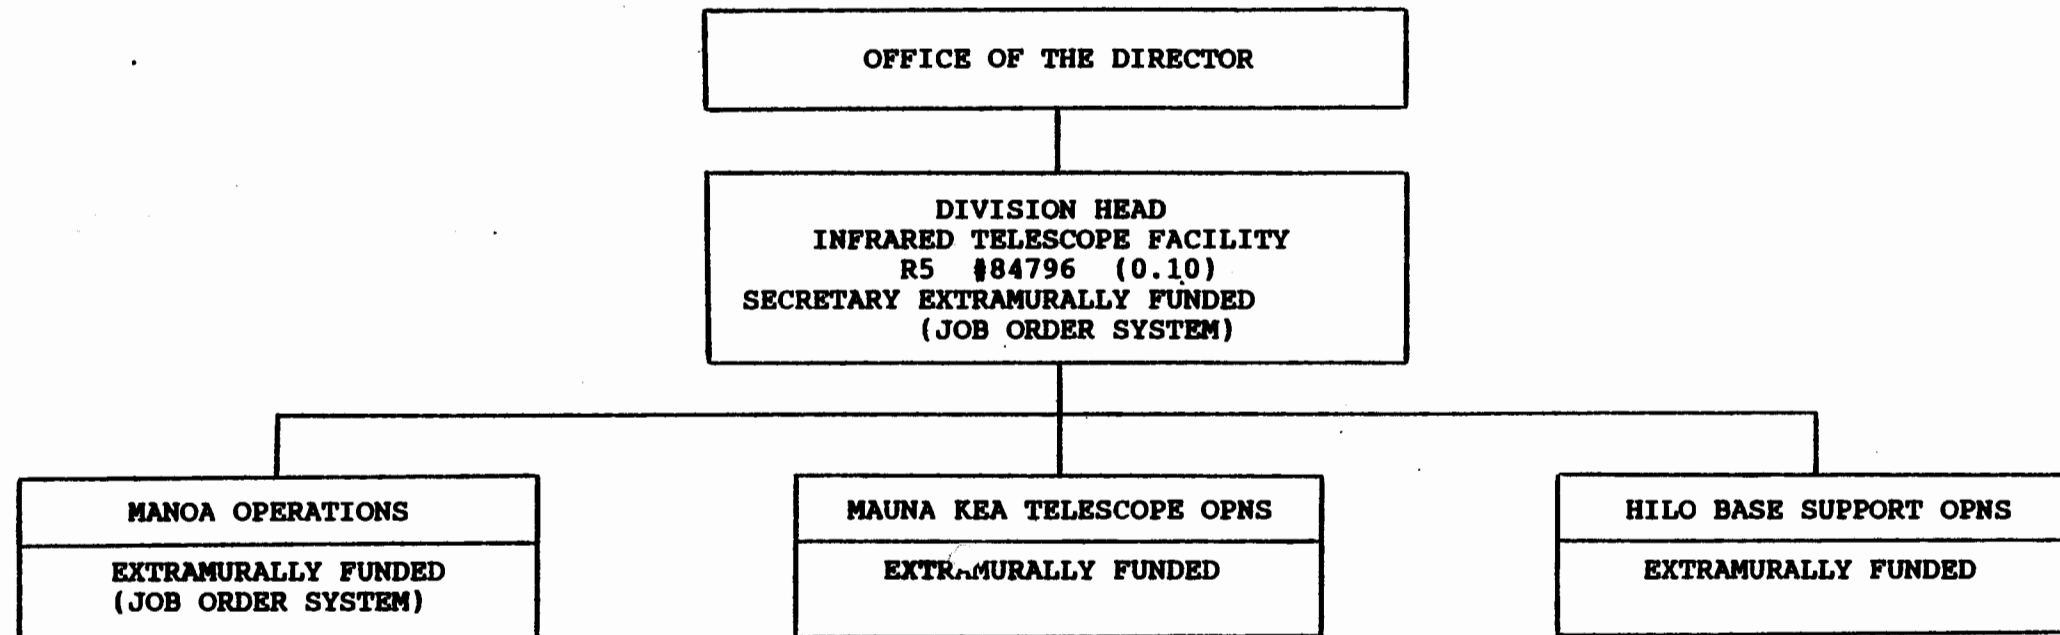 OFFICE OF THE DIRECTOR
DIVISION HEAD
INFRARED TELESCOPE FACILITY
R5 #84796 (0.10)
SECRETARY EXTRAMURALLY FUNDED
(JOB ORDER SYSTEM)
MANOA OPERATIONS
EXTRAMURALLY FUNDED
(JOB ORDER SYSTEM)
MAUNA KEA TELESCOPE OPNS
EXTRAMURALLY FUNDED
HILO BASE SUPPORT OPNS
EXTRAMURALLY FUNDED